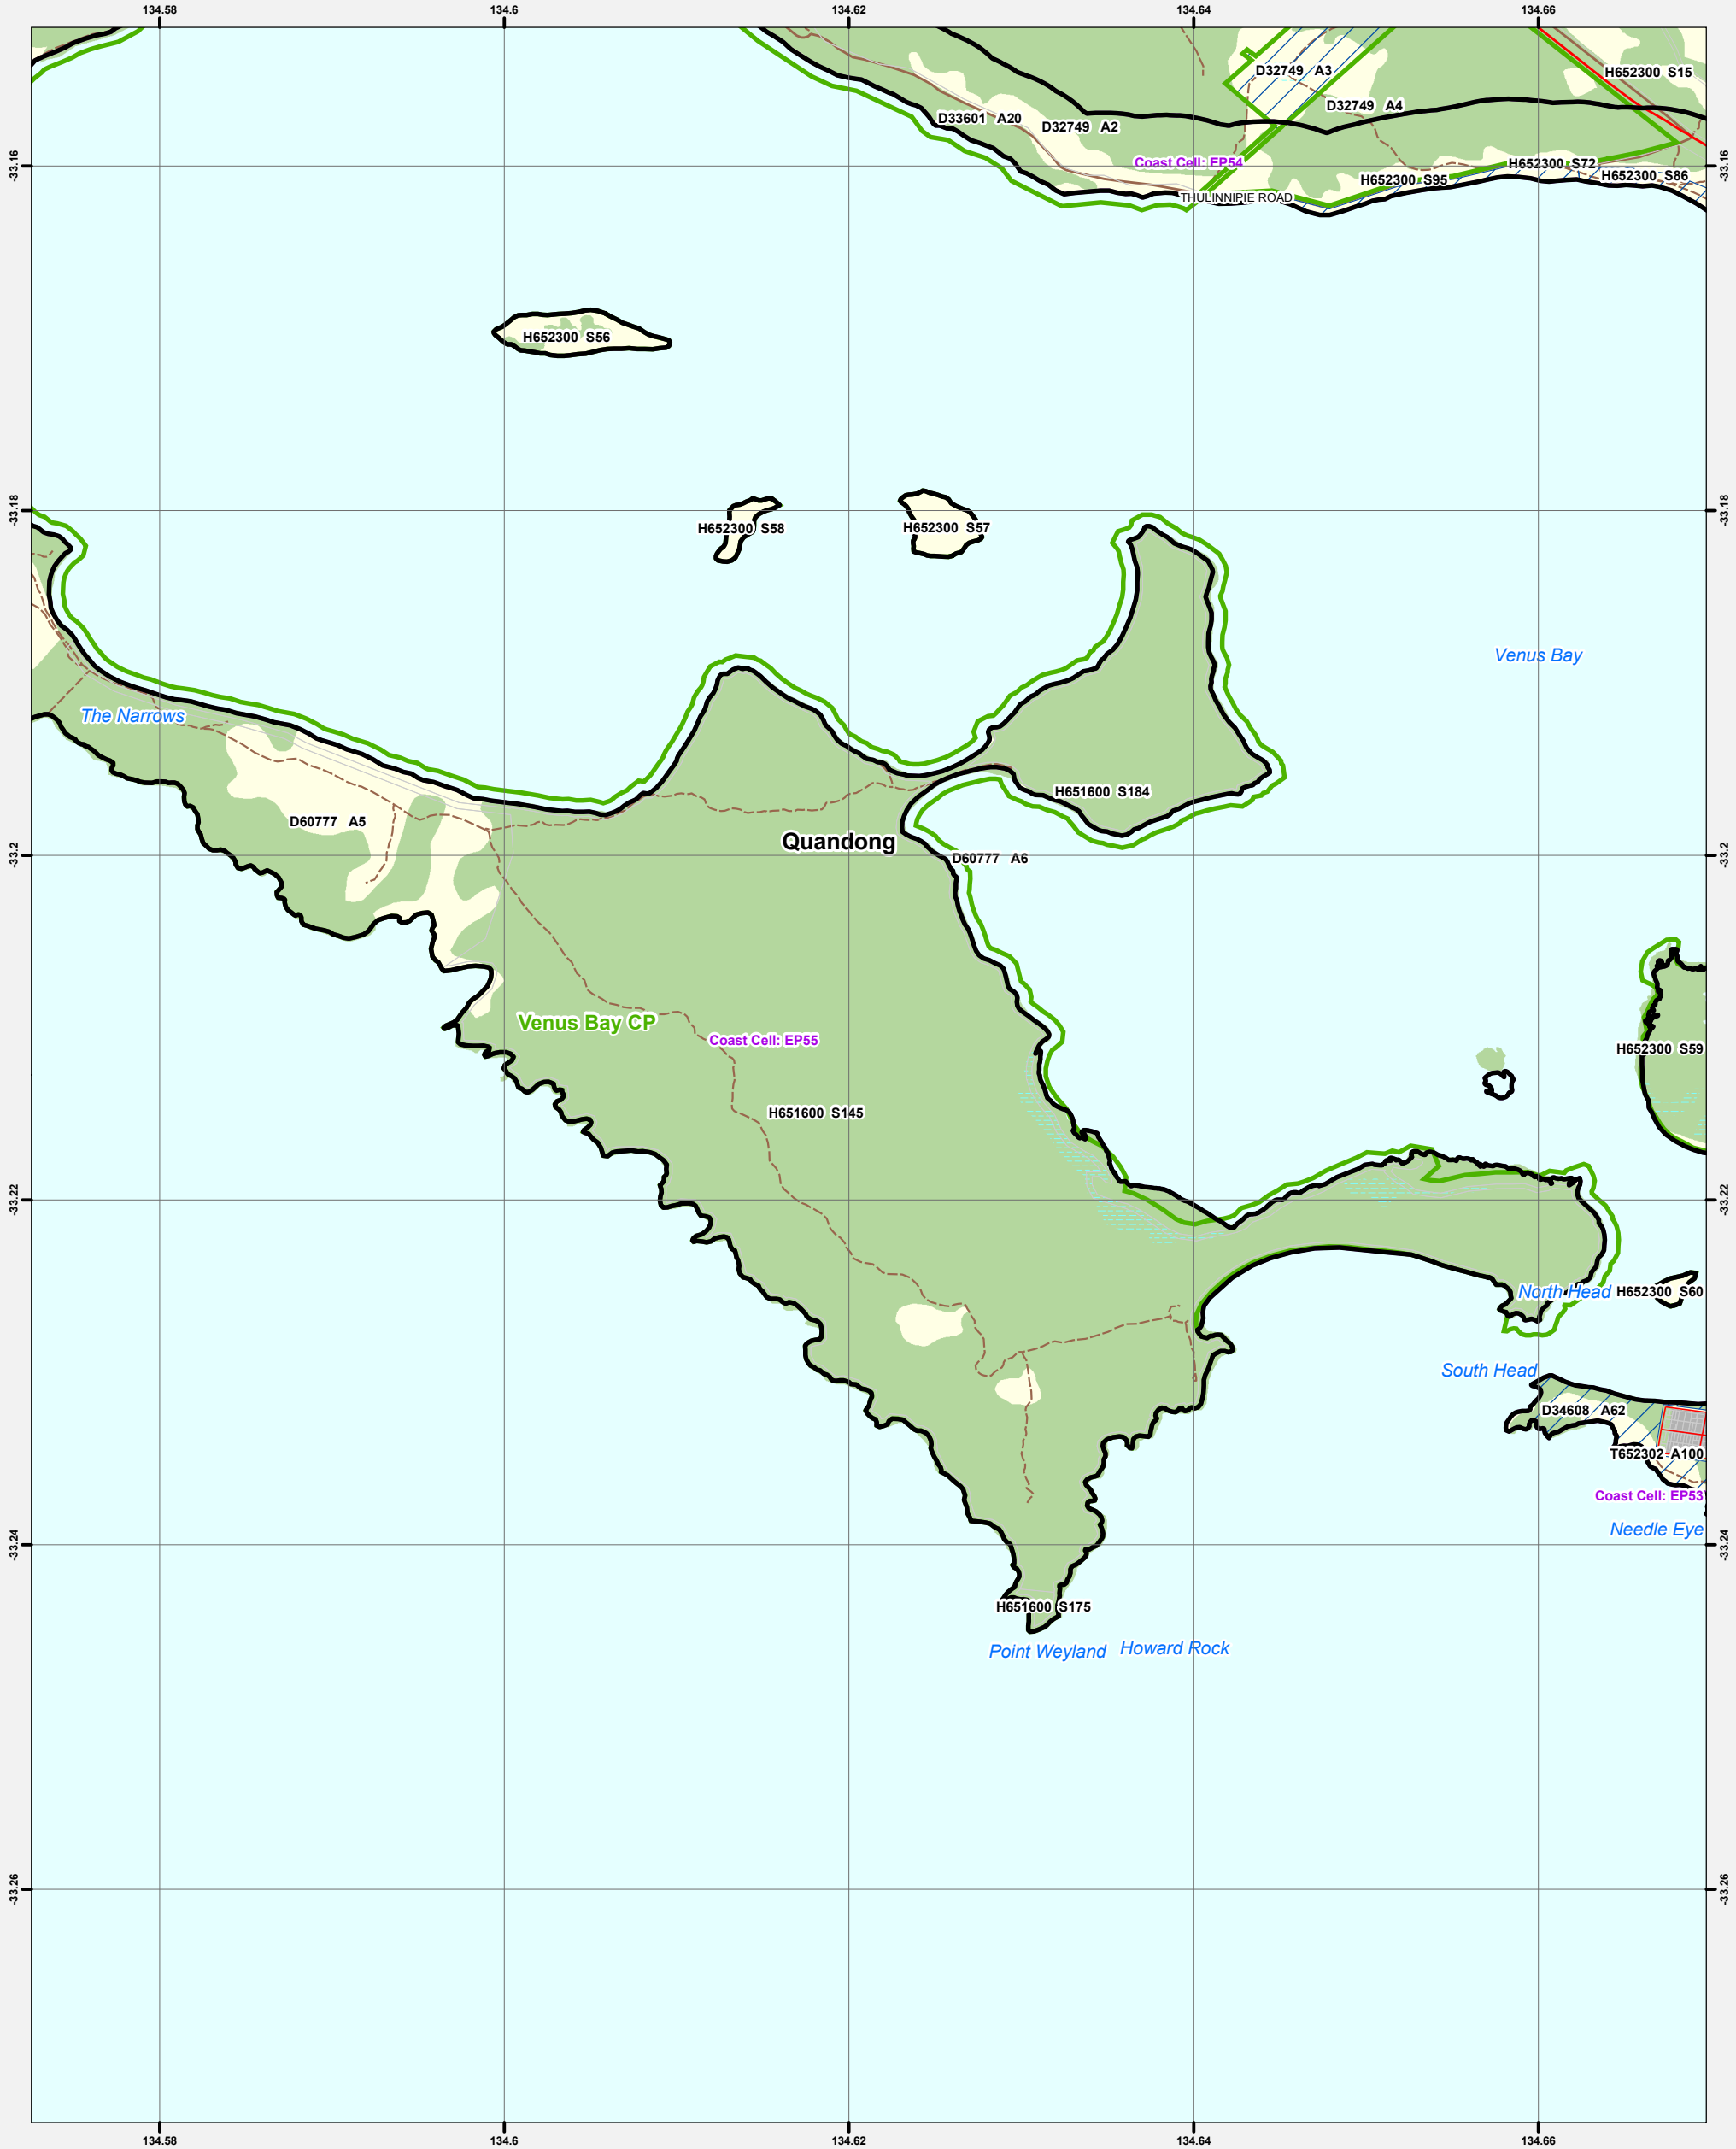 134.58 134.6 134.62 134.64 134.66
D32749 A3
H652300 S15
D32749 A4
D33601 A20
D32749 A2
Coast Cell: EP54
H652300 S72
-33.16 -33.16
H652300 S86
H652300 S95
THULINNIPIE ROAD
H652300 S56
-33.18 -33.18
H652300 S58
H652300 S57
Venus Bay
The Narrows
H651600 S184
D60777 A5
Quandong
D60777 A6
-33.2 -33.2
Venus Bay CP
Coast Cell: EP55
H652300 S59
H651600 S145
-33.22 -33.22
North Head
H652300 S60
South Head
D34608 A62
T652302 A100
Coast Cell: EP53
Needle Eye
-33.24 -33.24
H651600 S175
Point Weyland
Howard Rock
-33.26 -33.26
134.58 134.6 134.62 134.64 134.66